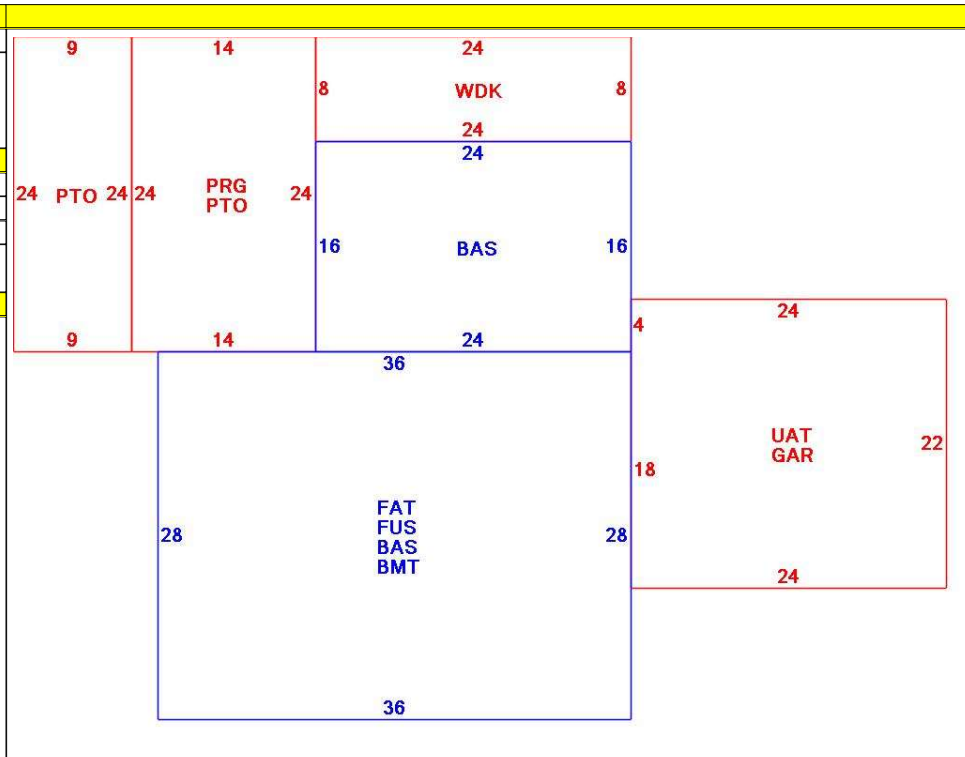 9 14 24
8 WDK 8
24
24
24 PTO 24 24 PRG 24
PTO
16 BAS 16
24
4
9 14 24
36
UAT 22
GAR
18
FAT
FUS
28 BAS 28
BMT
24
36